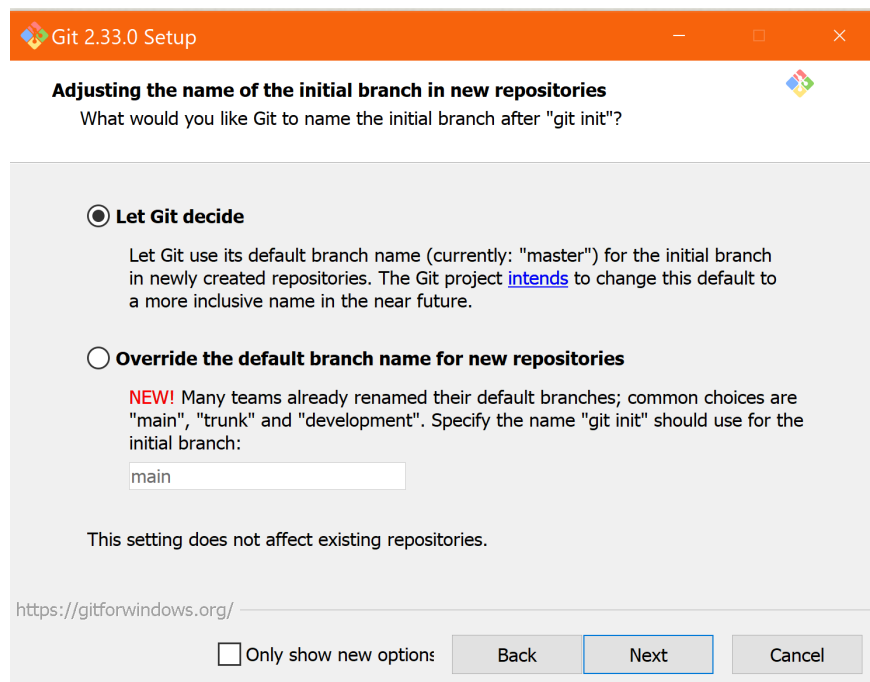 Git 2.33.0 Setup
Adjusting the name of the initial branch in new repositories
What would you like Git to name the initial branch after "git init"?
Let Git decide
Let Git use its default branch name (currently: "master") for the initial branch
in newly created repositories. The Git project intends to change this default to
a more inclusive name in the near future.
Override the default branch name for new repositories
NEW! Many teams already renamed their default branches; common choices are
"main", "trunk" and "development". Specify the name "git init" should use for the
initial branch:
main
This setting does not affect existing repositories.
https://gitforwindows.org/
Only show new options
Back
Next
Cancel